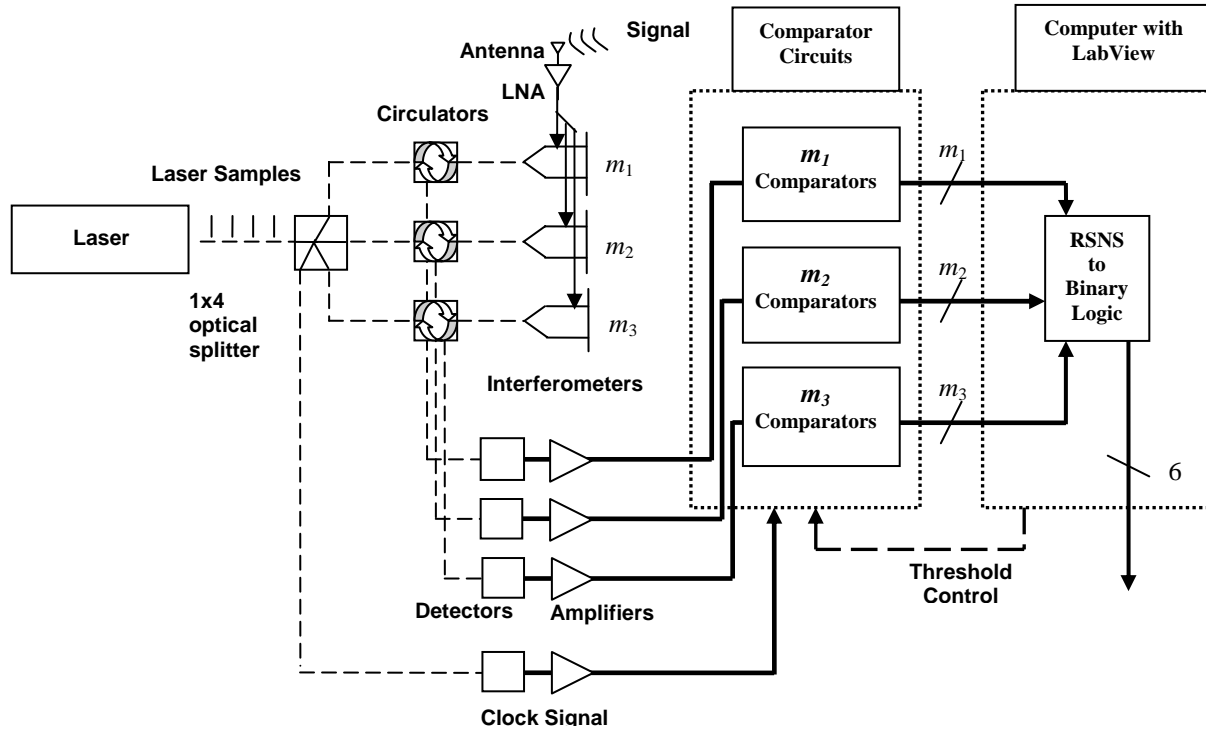 Signal
Antenna
LNA
Comparator
Circuits
Computer with
LabView
Circulators
Laser Samples
Laser
1x4
optical
splitter
m1
m2
m3
Interferometers
m1
Comparators
m2
Comparators
m3
Comparators
m1
m2
m3
RSNS
to
Binary
Logic
6
Threshold
Control
Detectors
Amplifiers
Clock Signal